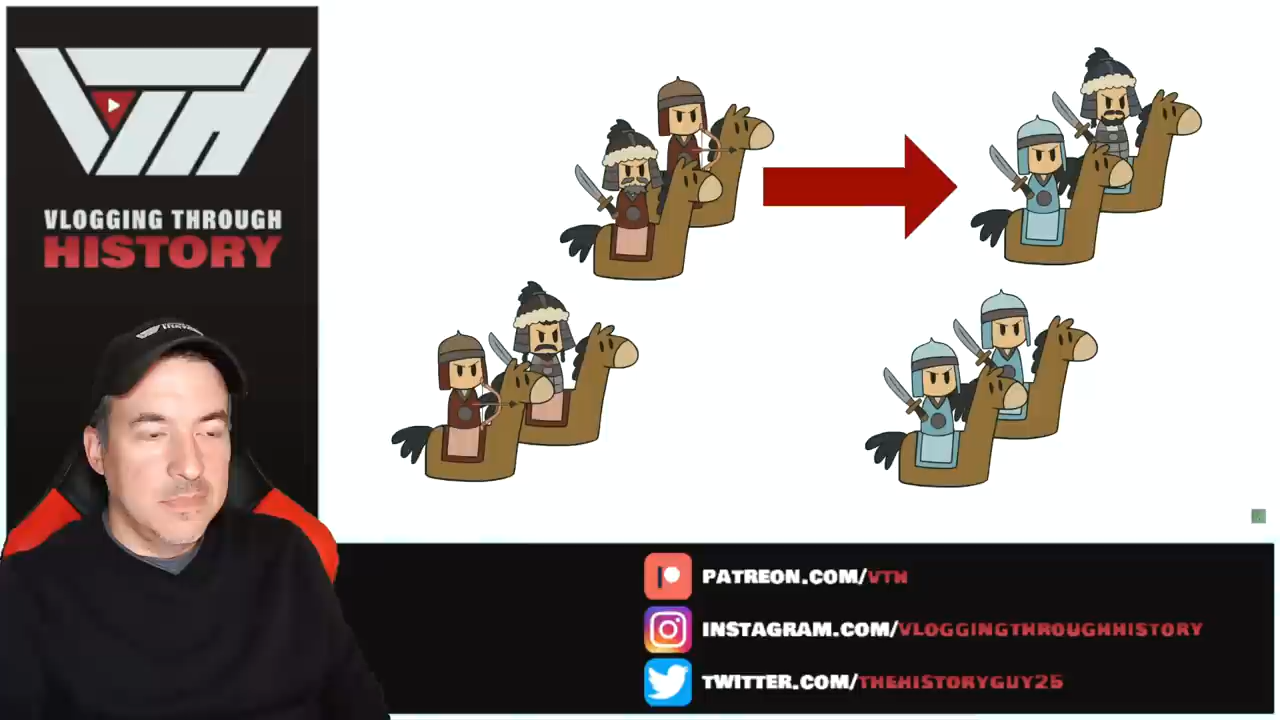 VTH
VLOGGING THROUGH
HISTORY
PATREON.COM/VTH
INSTAGRAM.COM/VLOGGINGTHROUGHHISTORY
TWITTER.COM/THEHISTORYGUY25